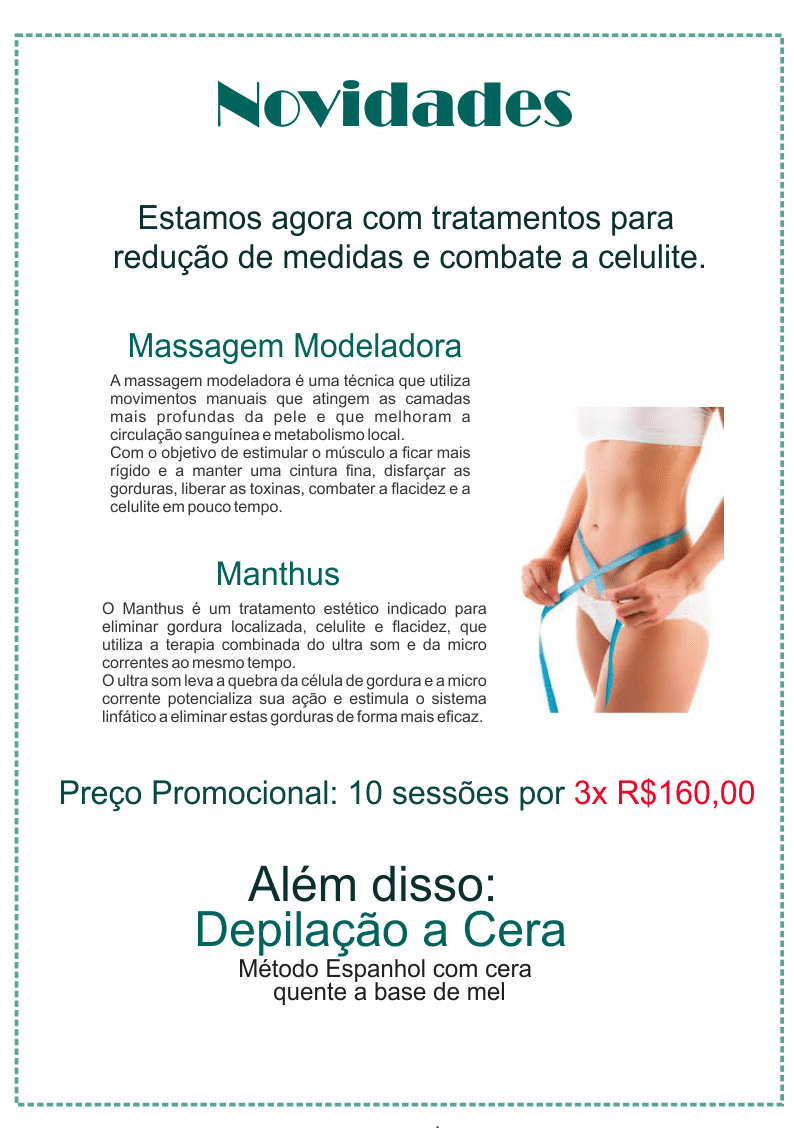 Novidades
Estamos agora com tratamentos para
redução de medidas e combate a celulite.
Massagem Modeladora
A massagem modeladora é uma técnica que utiliza
movimentos manuais que atingem as camadas
mais profundas da pele e que melhoram a
circulação sanguínea e metabolismo local.
Com o objetivo de estimular o músculo a ficar mais
rígido e a manter uma cintura fina, disfarçar as
gorduras, liberar as toxinas, combater a flacidez e a
celulite em pouco tempo.
Manthus
O Manthus é um tratamento estético indicado para
eliminar gordura localizada, celulite e flacidez, que
utiliza a terapia combinada do ultra som e da micro
correntes ao mesmo tempo.
O ultra som leva a quebra da célula de gordura e a micro
corrente potencializa sua ação e estimula o sistema
linfático a eliminar estas gorduras de forma mais eficaz.
Preço Promocional: 10 sessões por 3x R$160,00
Além disso:
Depilação a Cera
Método Espanhol com cera
quente a base de mel